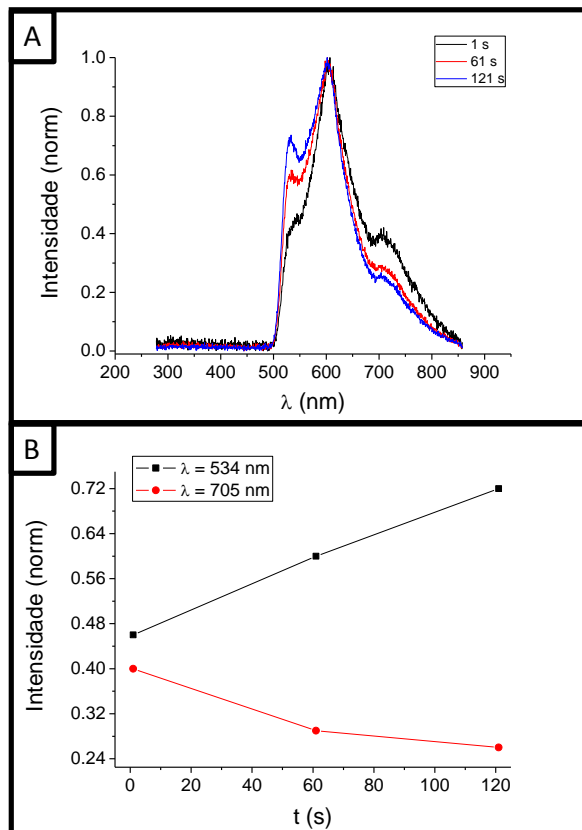 A
1 s
61 s
121 s
1.0
0.8
0.6
0.4
0.2
0.0
Intensidade (norm)
200 300 400 500 600 700 800 900
λ (nm)
B
λ = 534 nm
λ = 705 nm
0.72
0.64
0.56
0.48
0.40
0.32
0.24
Intensidade (norm)
0 20 40 60 80 100 120
t (s)